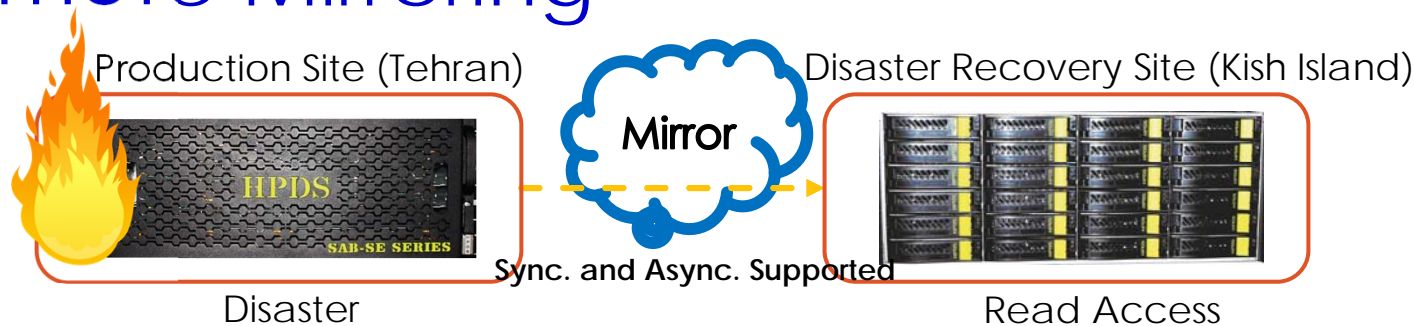 Mirroring
Production Site (Tehran)
Disaster Recovery Site (Kish Island)
Mirror
HPDS
SAB-SE SERIES
Sync. and Async. Supported
Disaster
Read Access